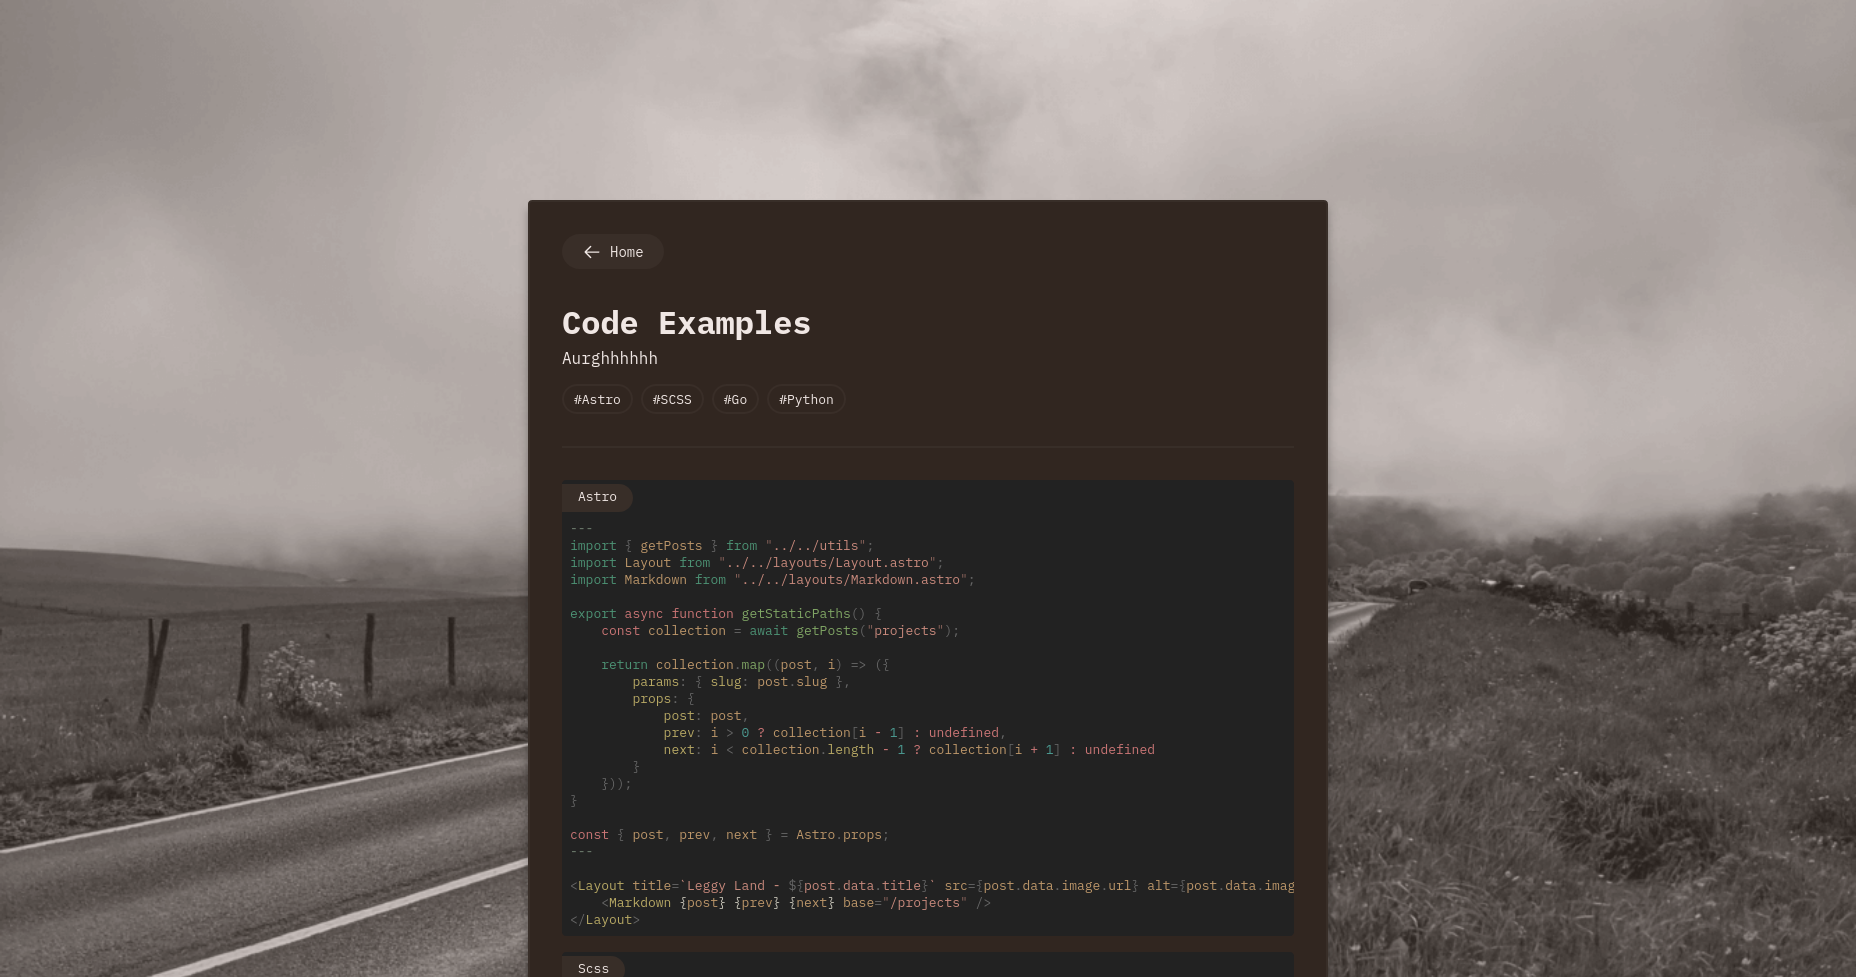 ← Home
Code Examples
Aurghhhhhh
#Astro #SCSS #Go #Python
Astro
---
import { getPosts } from "../../utils";
import Layout from "../../layouts/Layout.astro";
import Markdown from "../../layouts/Markdown.astro";
export async function getStaticPaths() {
    const collection = await getPosts("projects");
    return collection.map((post, i) => ({
        params: { slug: post.slug },
        props: {
            post: post,
            prev: i > 0 ? collection[i - 1] : undefined,
            next: i < collection.length - 1 ? collection[i + 1] : undefined
        }
    }));
}
const { post, prev, next } = Astro.props;
---
<Layout title=`Leggy Land - ${post.data.title}` src={post.data.image.url} alt={post.data.imag
    <Markdown {post} {prev} {next} base="/projects" />
</Layout>
Scss